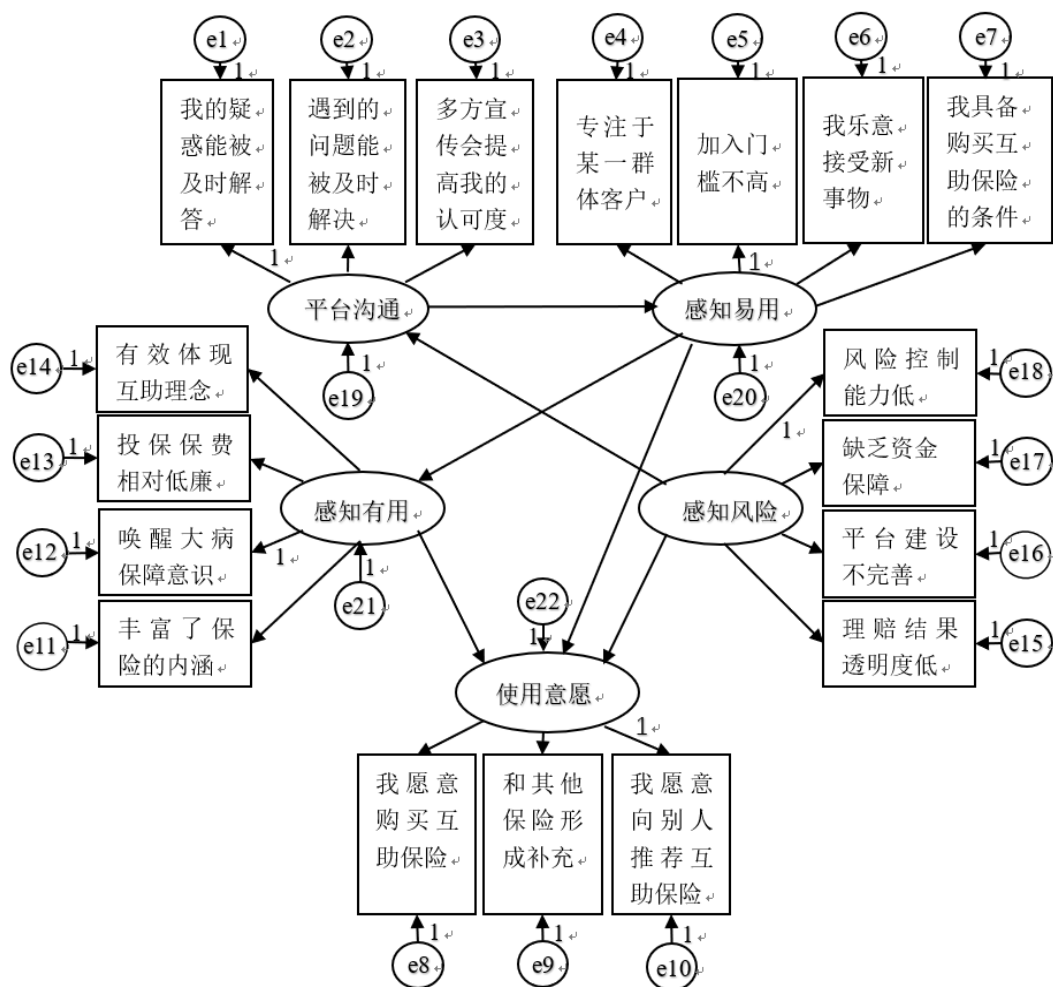 e1
e2
e3
e4
e5
e6
e7
1
1
1
1
1
1
1
我的疑
惑能被
及时解
答
遇到的
问题能
被及时
解决
多方宣
传会提
高我的
认可度
专注于
某一群
体客户
加入门
槛不高
我乐意
接受新
事物
我具备
购买互
助保险
的条件
1
1
平台沟通
感知易用
1
e19
1
e20
e14
1
有效体现
互助理念
e13
1
投保保费
相对低廉
e12
1
唤醒大病
保障意识
e11
1
丰富了保
险的内涵
感知有用
1
1
e21
感知风险
1
风险控制
能力低
1
e18
缺乏资金
保障
1
e17
平台建设
不完善
1
e16
理赔结果
透明度低
1
e15
e22
1
使用意愿
1
我愿意
购买互
助保险
和其他
保险形
成补充
我愿意
向别人
推荐互
助保险
1
1
1
e8
e9
e10